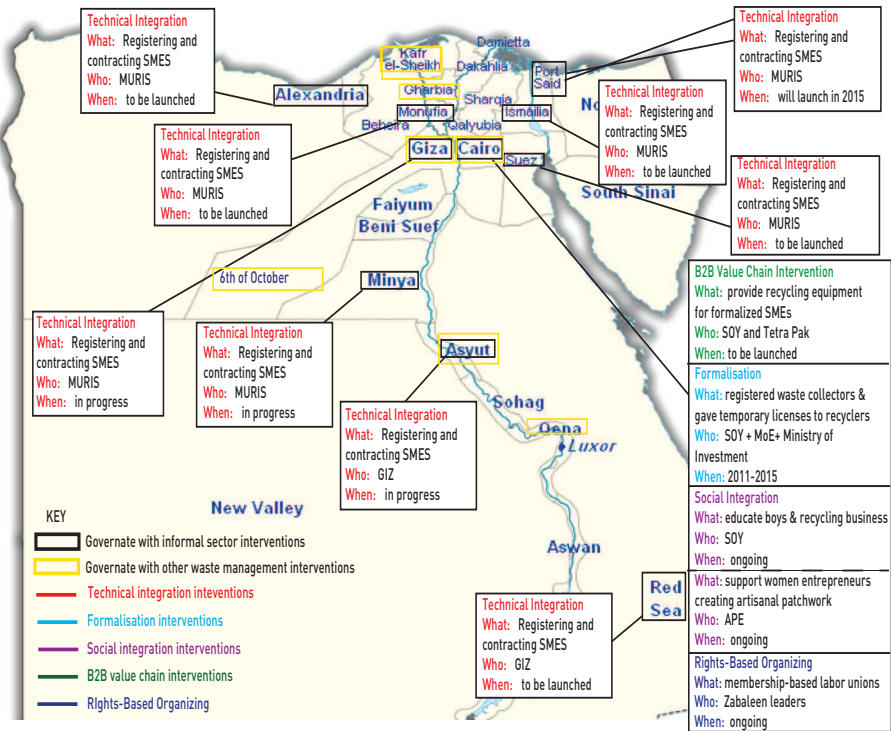 Technical Integration
What: Registering and
contracting SMES
Who: MURIS
When: to be launched
Technical Integration
What: Registering and
contracting SMES
Who: MURIS
When: to be launched
Kafr
el-Sheikh
Damietta
Dakahlia
Port
Said
Gharbia
Sharqia
Alexandria
Monufia
Ismailia
No
Beheira
Qalyubia
Giza
Cairo
Suez
South Sinai
Faiyum
Beni Suef
6th of October
Minya
Asyut
Sohag
Qena
Luxor
New Valley
Aswan
Red
Sea
Technical Integration
What: Registering and
contracting SMES
Who: MURIS
When: will launch in 2015
Technical Integration
What: Registering and
contracting SMES
Who: MURIS
When: to be launched
Technical Integration
What: Registering and
contracting SMES
Who: MURIS
When: to be launched
Technical Integration
What: Registering and
contracting SMES
Who: MURIS
When: in progress
Technical Integration
What: Registering and
contracting SMES
Who: MURIS
When: in progress
Technical Integration
What: Registering and
contracting SMES
Who: GIZ
When: in progress
Technical Integration
What: Registering and
contracting SMES
Who: GIZ
When: to be launched
B2B Value Chain Intervention
What: provide recycling equipment
for formalized SMEs
Who: SOY and Tetra Pak
When: to be launched
Formalisation
What: registered waste collectors &
gave temporary licenses to recyclers
Who: SOY + MoE+ Ministry of
Investment
When: 2011-2015
Social Integration
What: educate boys & recycling business
Who: SOY
When: ongoing
What: support women entrepreneurs
creating artisanal patchwork
Who: APE
When: ongoing
Rights-Based Organizing
What: membership-based labor unions
Who: Zabaleen leaders
When: ongoing
KEY
Governate with informal sector interventions
Governate with other waste management interventions
Technical integration inteventions
Formalisation interventions
Social integration interventions
B2B value chain interventions
RIghts-Based Organizing